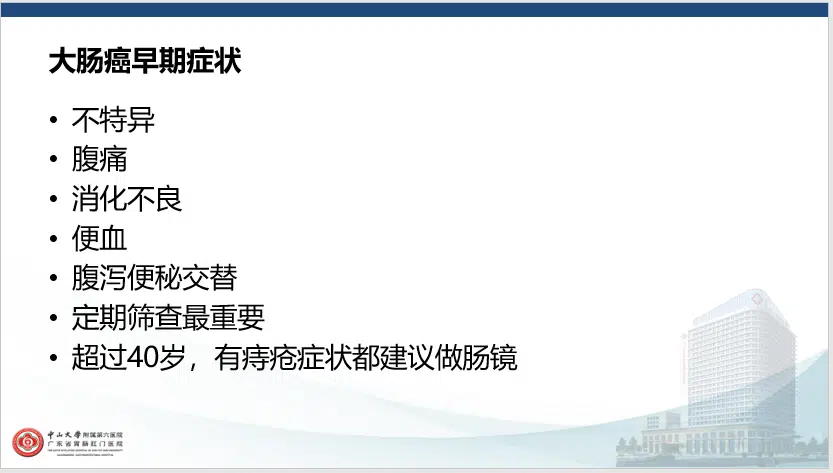 大肠癌早期症状
• 不特异
• 腹痛
• 消化不良
• 便血
• 腹泻便秘交替
• 定期筛查最重要
• 超过40岁，有痔疮症状都建议做肠镜
中山大学附属第六医院
广东省胃肠肛门医院